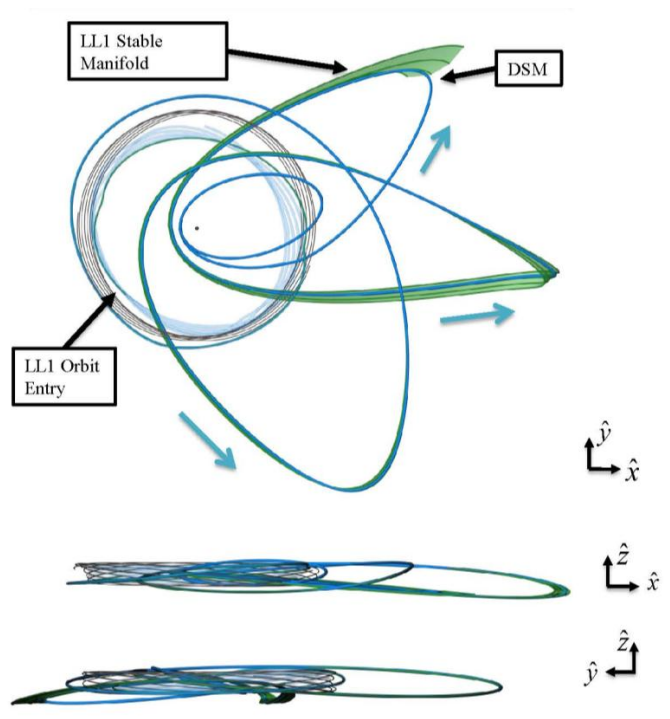 LL1 Stable
Manifold
DSM
LL1 Orbit
Entry
ŷ
x̂
ẑ
x̂
ẑ
ŷ